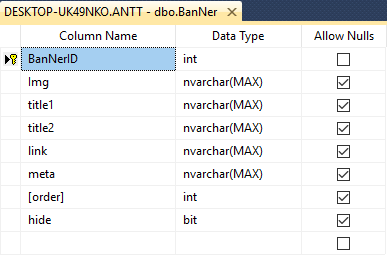 DESKTOP-UK49NKO.ANTT - dbo.BanNer
Column Name Data Type Allow Nulls
BanNerID int
Img nvarchar(MAX)
title1 nvarchar(MAX)
title2 nvarchar(MAX)
link nvarchar(MAX)
meta nvarchar(MAX)
[order] int
hide bit